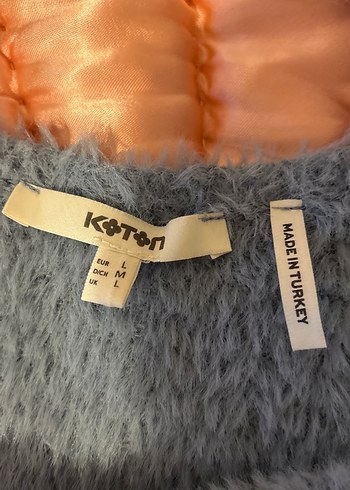 KOTON
EUR L
D/CH M
UK L
MADE IN TURKEY